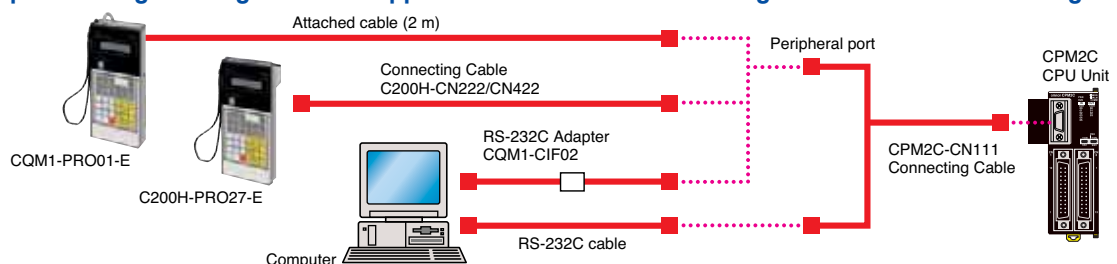 Attached cable (2 m)
Peripheral port
CPM2C
CPU Unit
Connecting Cable
C200H-CN222/CN422
RS-232C Adapter
CQM1-CIF02
CPM2C-CN111
Connecting Cable
CQM1-PRO01-E
C200H-PRO27-E
RS-232C cable
Computer